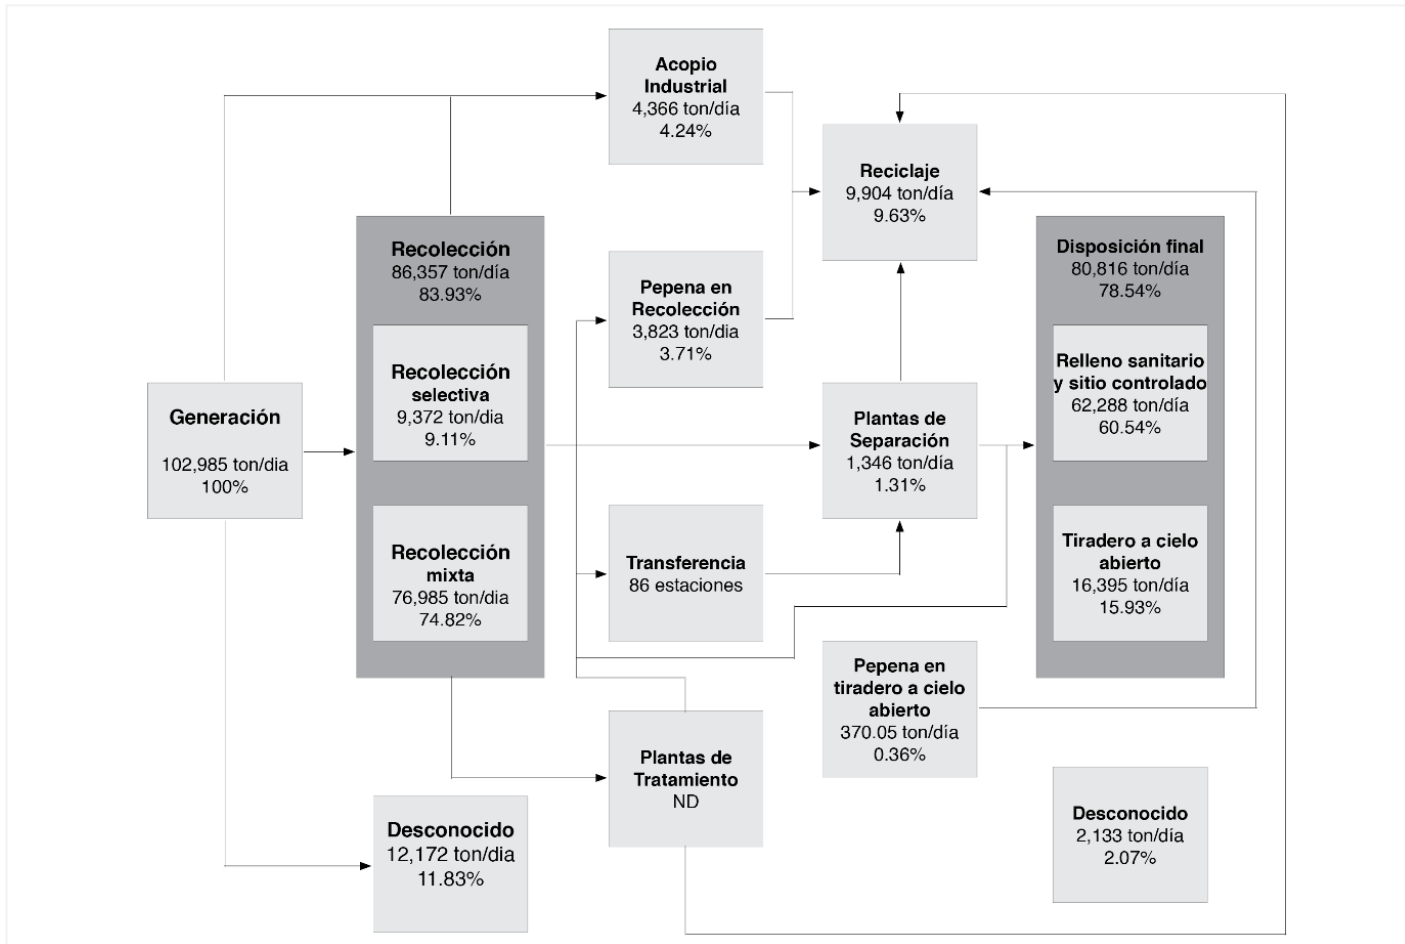 Acopio
Industrial
4,366 ton/día
4.24%
Reciclaje
9,904 ton/día
9.63%
Recolección
86,357 ton/día
83.93%
Disposición final
80,816 ton/día
78.54%
Pepena en
Recolección
3,823 ton/dia
3.71%
Recolección
selectiva
9,372 ton/dia
9.11%
Relleno sanitario
y sitio controlado
62,288 ton/día
60.54%
Generación
102,985 ton/dia
100%
Plantas de
Separación
1,346 ton/día
1.31%
Recolección
mixta
76,985 ton/dia
74.82%
Transferencia
86 estaciones
Tiradero a cielo
abierto
16,395 ton/día
15.93%
Pepena en
tiradero a cielo
abierto
370.05 ton/día
0.36%
Plantas de
Tratamiento
ND
Desconocido
12,172 ton/dia
11.83%
Desconocido
2,133 ton/día
2.07%